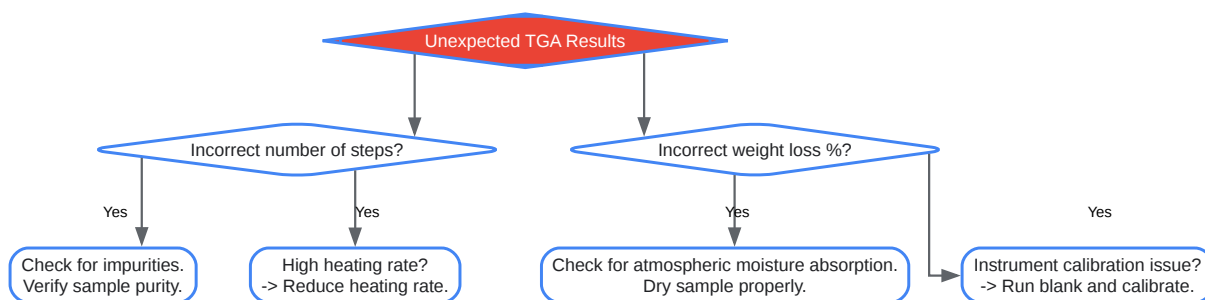 Unexpected TGA Results
Incorrect number of steps?
Incorrect weight loss %?
Yes
Yes
Yes
Yes
Check for impurities.
Verify sample purity.
High heating rate?
-> Reduce heating rate.
Check for atmospheric moisture absorption.
Dry sample properly.
Instrument calibration issue?
-> Run blank and calibrate.